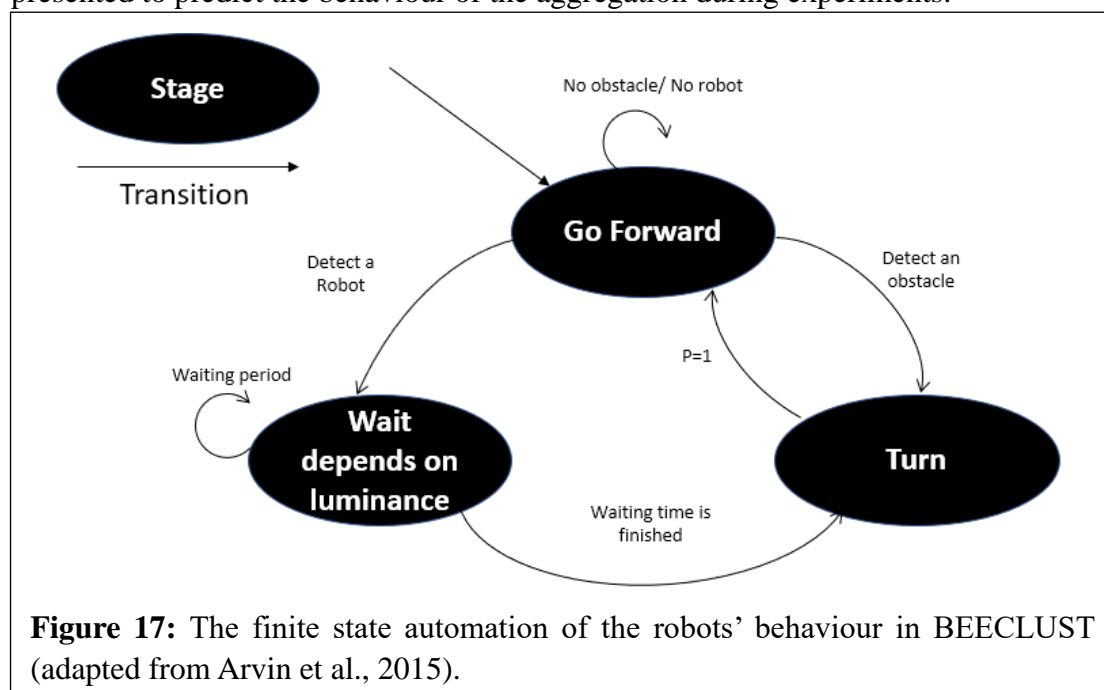 presented to predict the behaviour of the aggregation during experiments.
Stage
Transition
No obstacle/ No robot
Go Forward
Detect a
Robot
Detect an
obstacle
P=1
Waiting period
Wait
depends on
luminance
Turn
Waiting time is
finished
Figure 17: The finite state automation of the robots’ behaviour in BEECLUST
(adapted from Arvin et al., 2015).